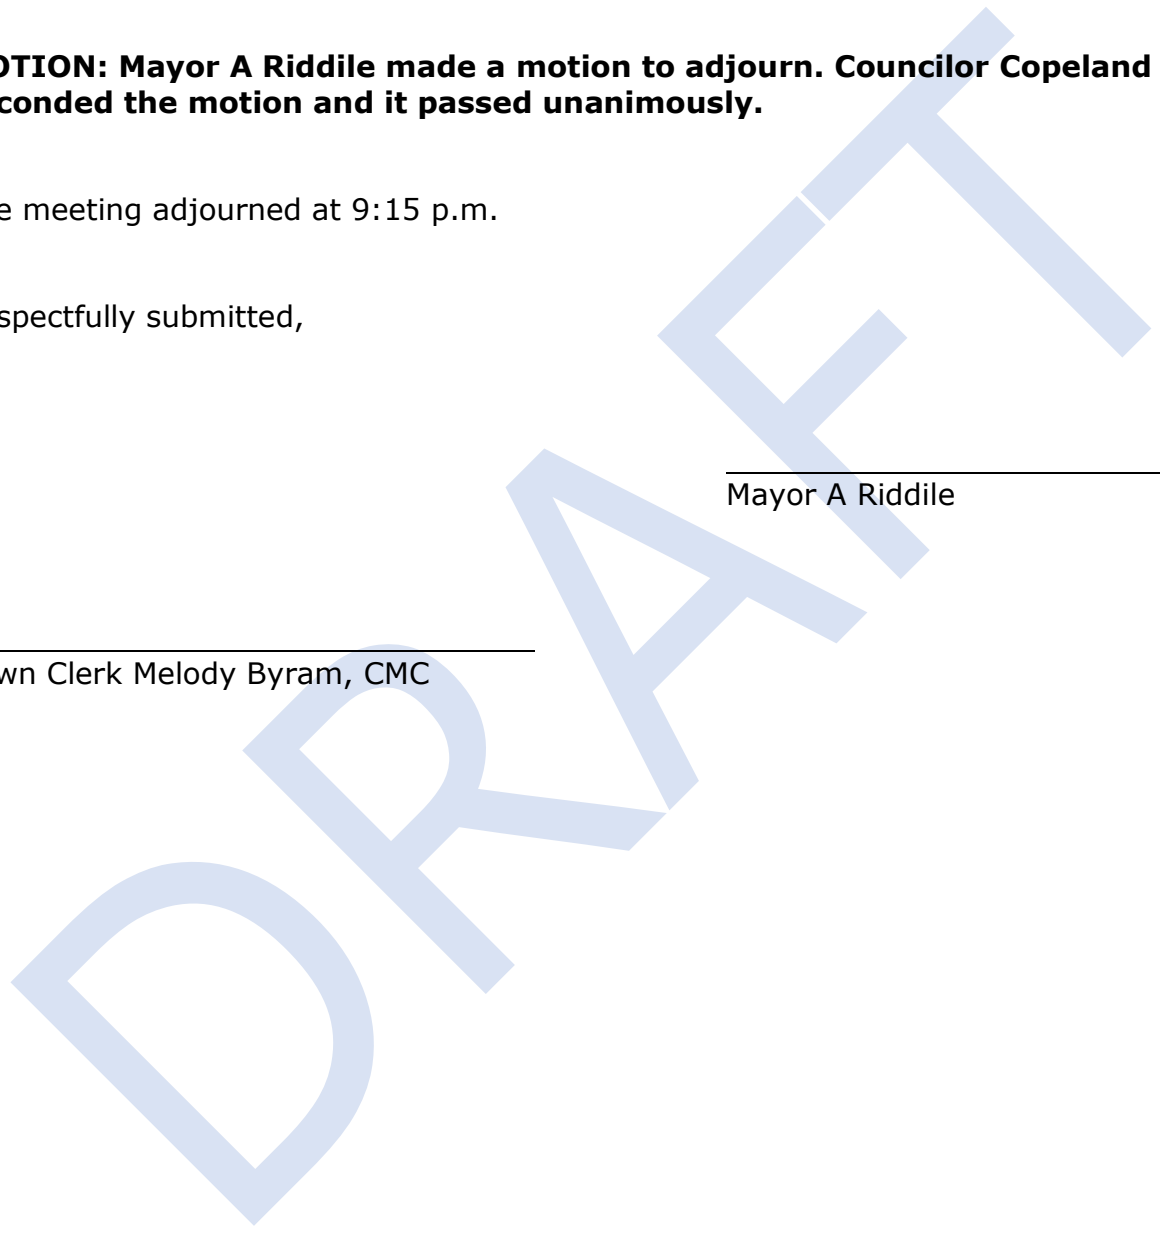 OTION: Mayor A Riddile made a motion to adjourn. Councilor Copeland
conded the motion and it passed unanimously.
e meeting adjourned at 9:15 p.m.
spectfully submitted,
Mayor A Riddile
wn Clerk Melody Byram, CMC
DRAFT